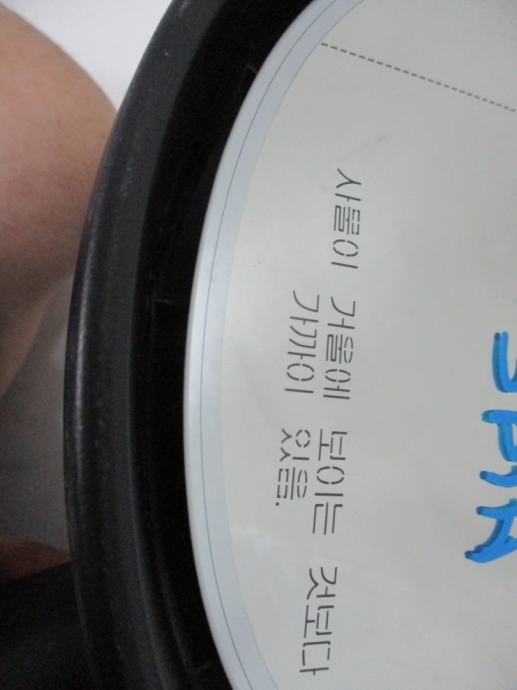 사물이 거울에 보이는 것보다
가까이 있음.